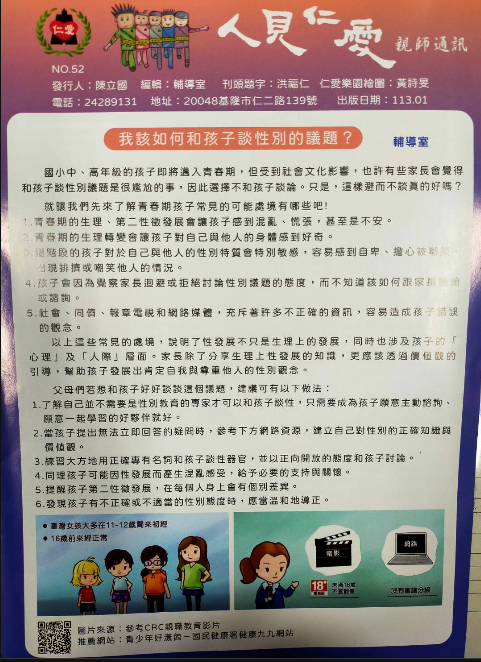 仁愛
人見仁愛 親師通訊
NO.52
發行人：陳立國 編輯：輔導室 刊頭題字：洪福仁 仁愛樂園繪圖：黃詩雯
電話：24289131 地址：20048基隆市仁二路139號 出版日期：113.01
我該如何和孩子談性別的議題？
輔導室
國小中、高年級的孩子即將邁入青春期，但受到社會文化影響，也許有些家長會覺得
和孩子談性別議題是很尷尬的事，因此選擇不和孩子談論。只是，這樣避而不談真的好嗎？
就讓我們先來了解青春期孩子常見的可能處境有哪些吧！
1.青春期的生理、第二性徵發展會讓孩子感到混亂、慌張，甚至是不安。
2.青春期的生理轉變會讓孩子對自己與他人的身體感到好奇。
階段的孩子對於自己與他人的性別特質會特別敏感，容易感到自卑、擔心被嘲笑、
出現排擠或嘲笑他人的情況。
4.孩子會因為覺察家長迴避或拒絕討論性別議題的態度，而不知道該如何跟家長談論
或諮詢。
5.社會、同儕、報章電視和網路媒體，充斥著許多不正確的資訊，容易造成孩子錯誤
的觀念。
以上這些常見的處境，說明了性發展不只是生理上的發展，同時也涉及孩子的「
心理」及「人際」層面。家長除了分享生理上性發展的知識，更應該透過價值觀的
引導，幫助孩子發展出肯定自我與尊重他人的性別觀念。
父母們若想和孩子好好談談這個議題，建議可有以下做法：
1.了解自己並不需要是性別教育的專家才可以和孩子談性，只需要成為孩子願意主動諮詢、
願意一起學習的好夥伴就好。
2.當孩子提出無法立即回答的疑問時，參考下方網路資源，建立自己對性別的正確知識與
價值觀。
3.練習大方地用正確專有名詞和孩子談性器官，並以正向開放的態度和孩子討論。
4.同理孩子可能因性發展而產生混亂感受，給予必要的支持與關懷。
5.提醒孩子第二性徵發展，在每個人身上會有個別差異。
6.發現孩子有不正確或不適當的性別態度時，應當溫和地導正。
臺灣女孩大多在11-12歲間來初經
16歲前來經正常
電影
網路
18+
未滿18歲
不宜觀看
沒有審議分級
圖片來源：參考CRC親職教育影片
推薦網站：青少年好漾館－國民健康署健康九九網站